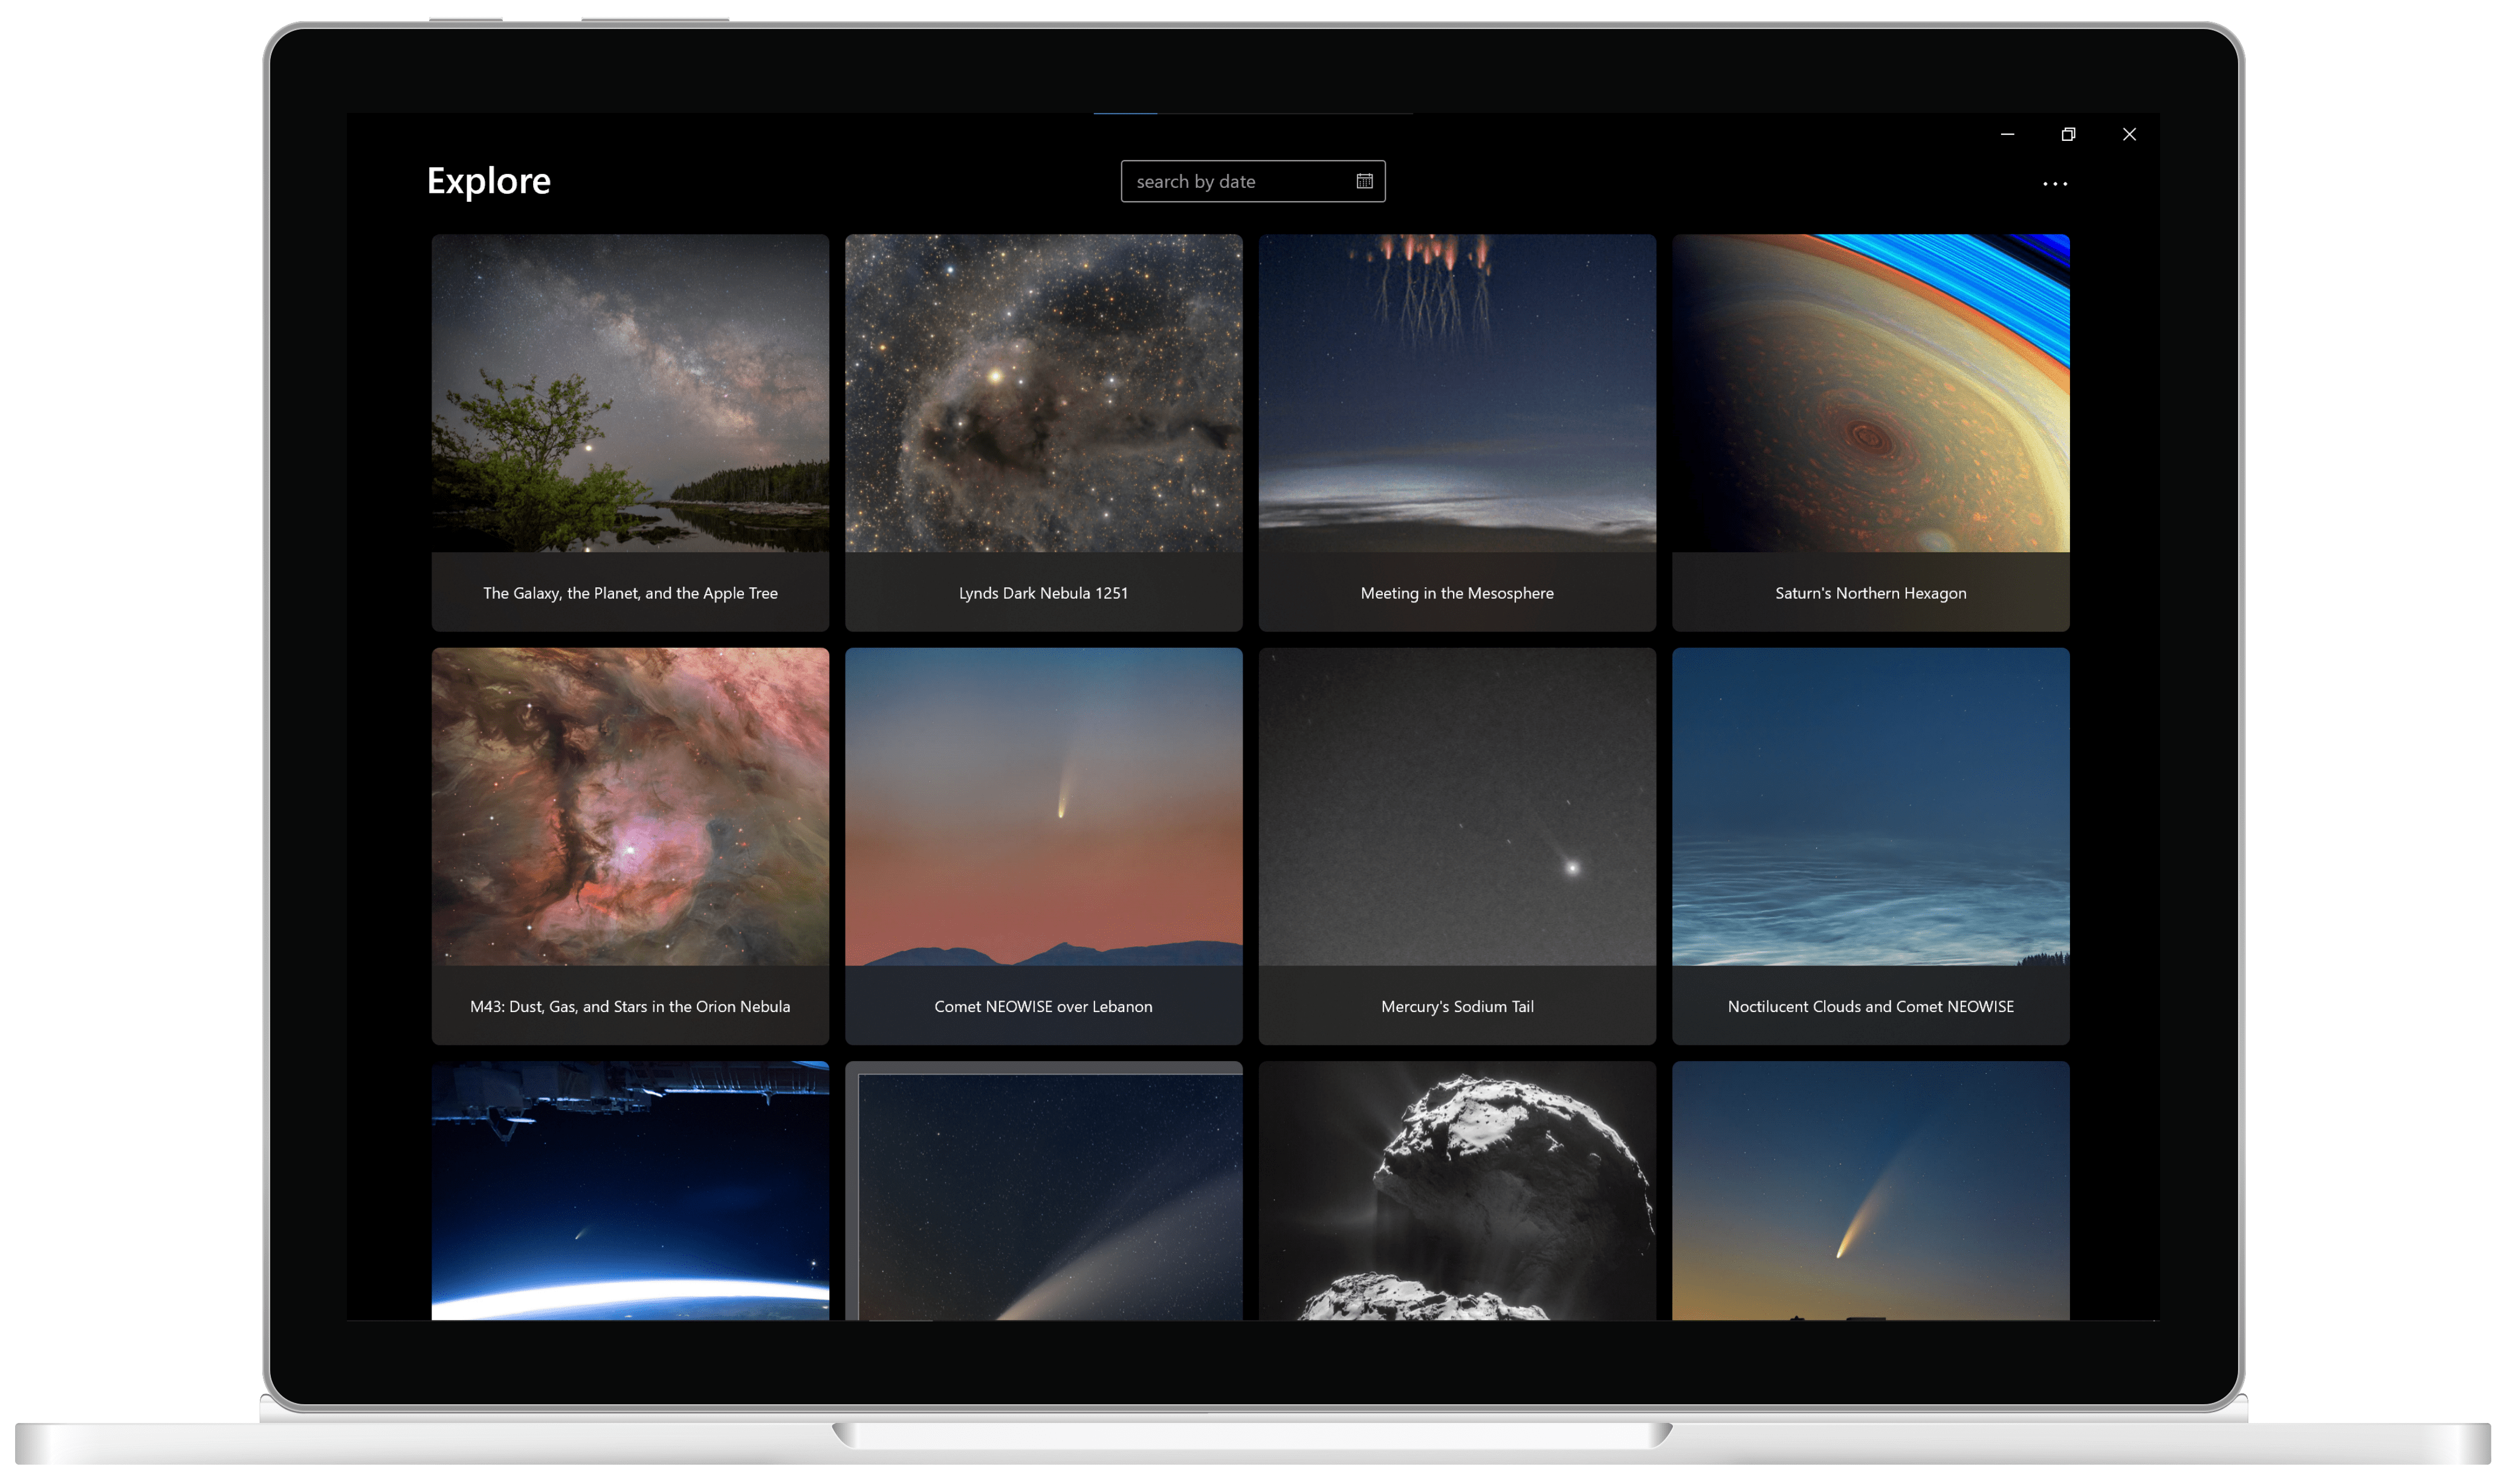 Explore
search by date
The Galaxy, the Planet, and the Apple Tree
Lynds Dark Nebula 1251
Meeting in the Mesosphere
Saturn's Northern Hexagon
M43: Dust, Gas, and Stars in the Orion Nebula
Comet NEOWISE over Lebanon
Mercury's Sodium Tail
Noctilucent Clouds and Comet NEOWISE